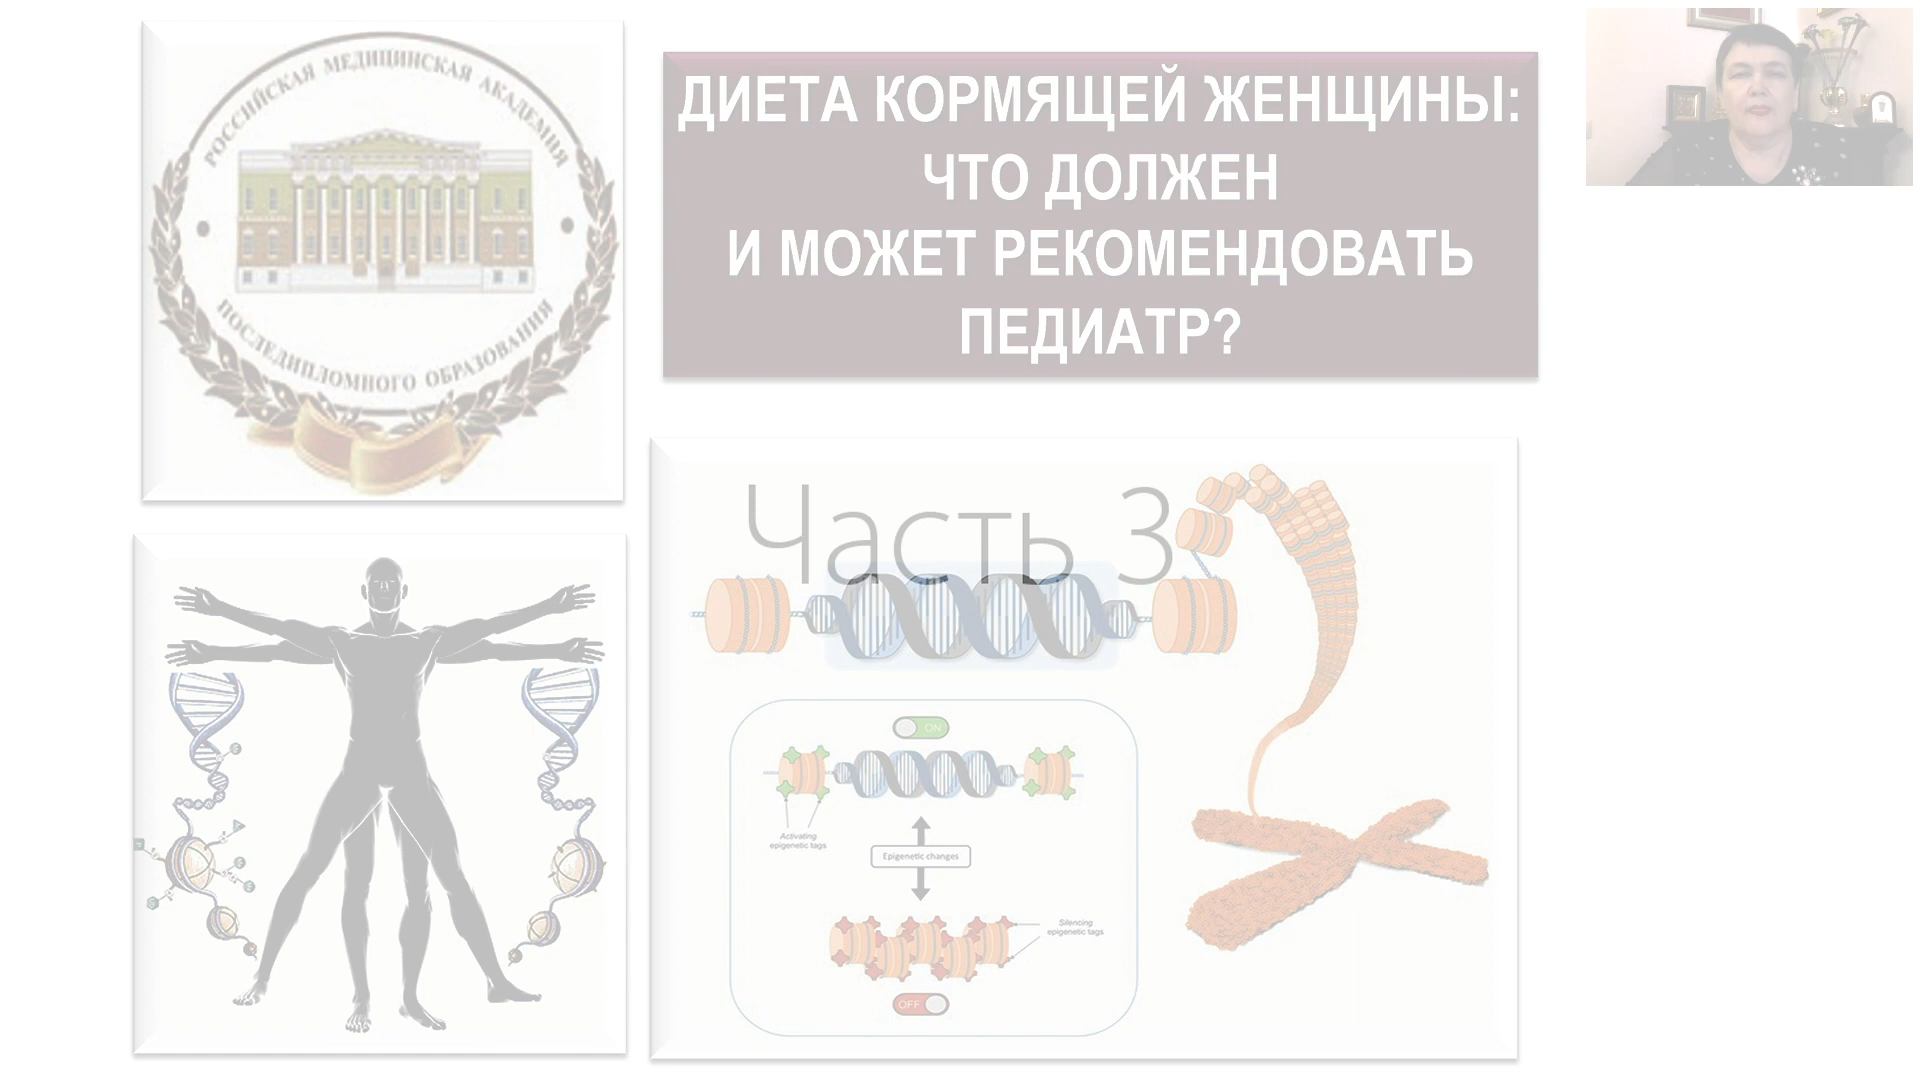 РОССИЙСКАЯ МЕДИЦИНСКАЯ АКАДЕМИЯ
ПОСЛЕДИПЛОМНОГО ОБРАЗОВАНИЯ
ДИЕТА КОРМЯЩЕЙ ЖЕНЩИНЫ:
ЧТО ДОЛЖЕН
И МОЖЕТ РЕКОМЕНДОВАТЬ
ПЕДИАТР?
Часть 3
ON
Activating
epigenetic tags
Epigenetic changes
Silencing
epigenetic tags
OFF